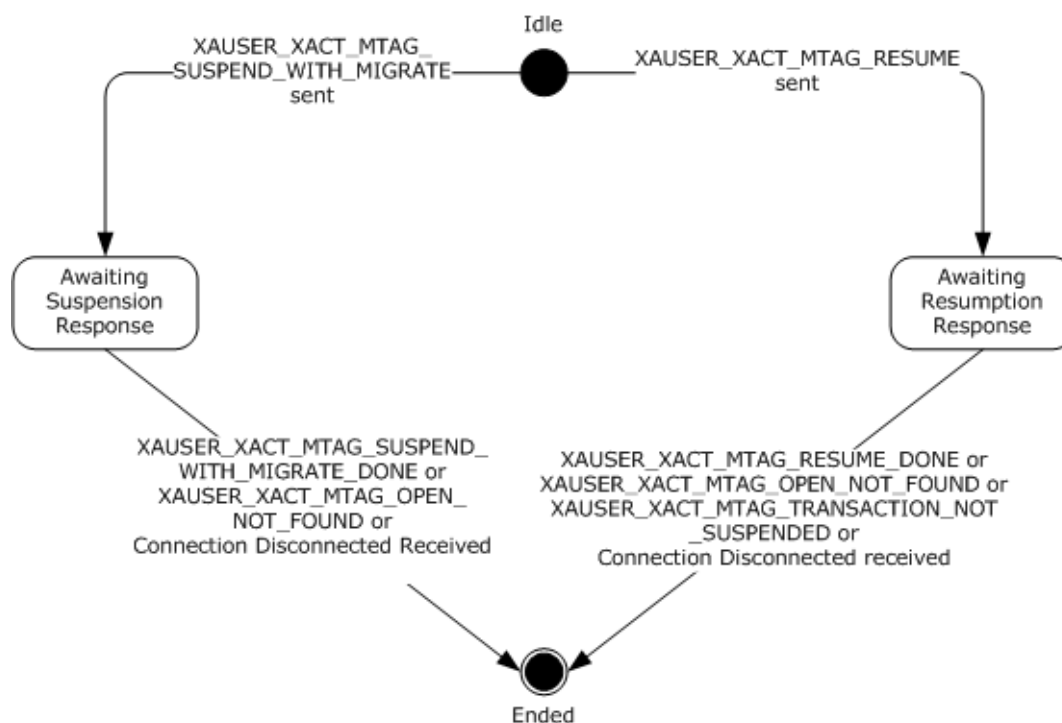 Idle
XAUSER_XACT_MTAG_
SUSPEND_WITH_MIGRATE
sent
XAUSER_XACT_MTAG_RESUME
sent
Awaiting
Suspension
Response
Awaiting
Resumption
Response
XAUSER_XACT_MTAG_SUSPEND_
WITH_MIGRATE_DONE or
XAUSER_XACT_MTAG_OPEN_
NOT_FOUND or
Connection Disconnected Received
XAUSER_XACT_MTAG_RESUME_DONE or
XAUSER_XACT_MTAG_OPEN_NOT_FOUND or
XAUSER_XACT_MTAG_TRANSACTION_NOT
_SUSPENDED or
Connection Disconnected received
Ended